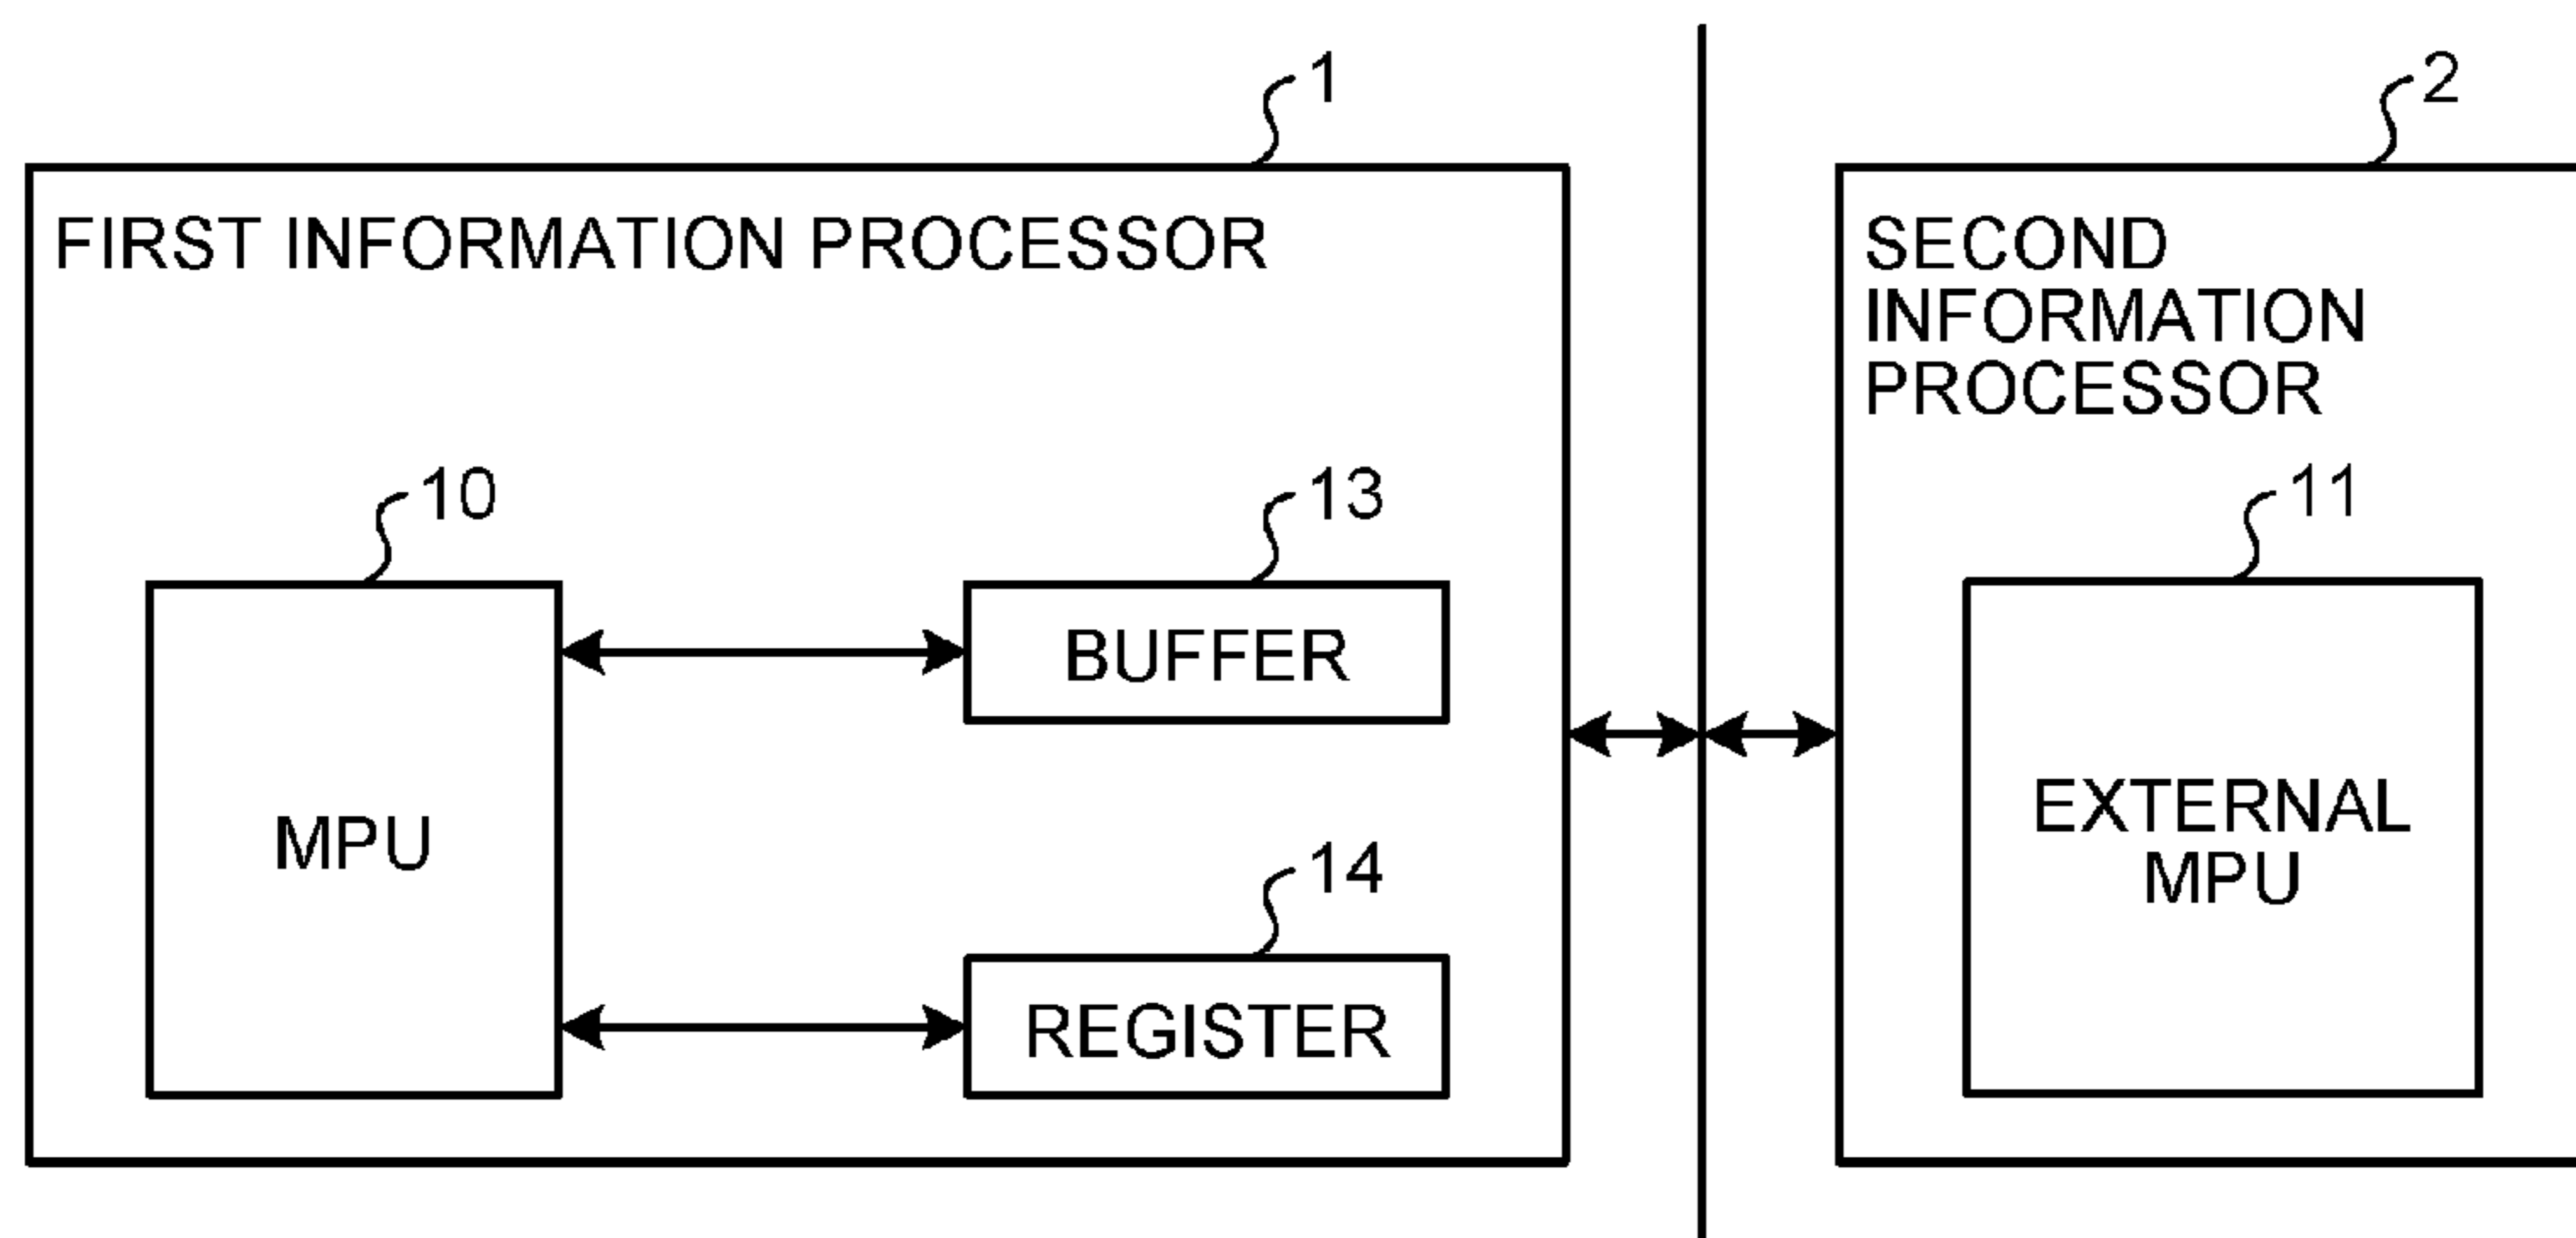 1
2
FIRST INFORMATION PROCESSOR
SECOND
INFORMATION
PROCESSOR
10
13
11
BUFFER
MPU
EXTERNAL
MPU
14
REGISTER